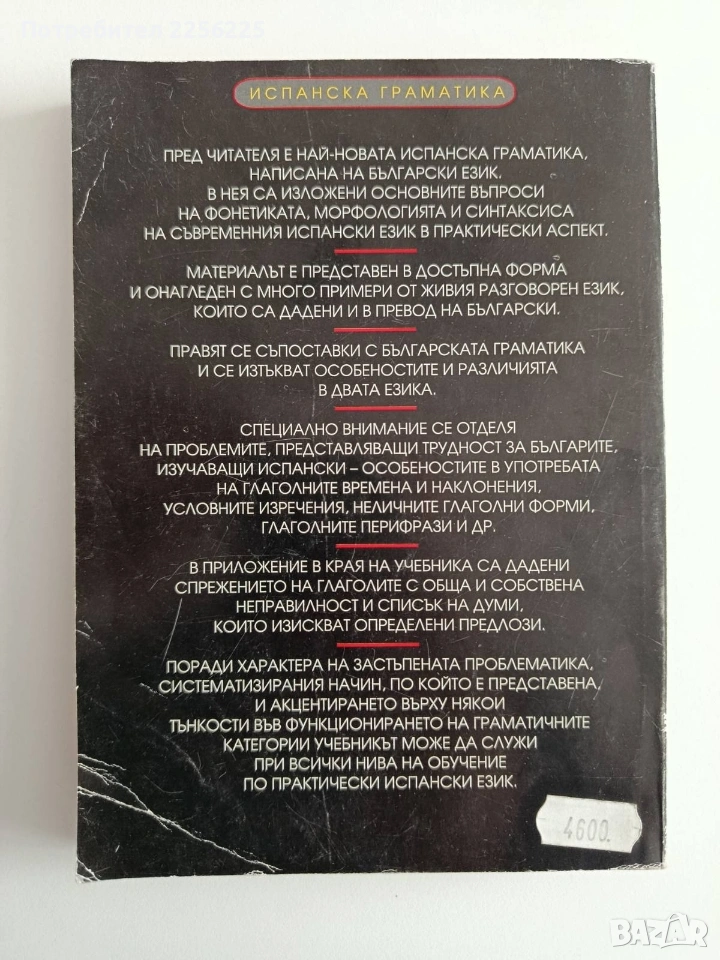 Потребител 2256225
ИСПАНСКА ГРАМАТИКА
ПРЕД ЧИТАТЕЛЯ Е НАЙ-НОВАТА ИСПАНСКА ГРАМАТИКА,
НАПИСАНА НА БЪЛГАРСКИ ЕЗИК.
В НЕЯ СА ИЗЛОЖЕНИ ОСНОВНИТЕ ВЪПРОСИ
НА ФОНЕТИКАТА, МОРФОЛОГИЯТА И СИНТАКСИСА
НА СЪВРЕМЕННИЯ ИСПАНСКИ ЕЗИК В ПРАКТИЧЕСКИ АСПЕКТ.
МАТЕРИАЛЪТ Е ПРЕДСТАВЕН В ДОСТЪПНА ФОРМА
И ОНАГЛЕДЕН С МНОГО ПРИМЕРИ ОТ ЖИВИЯ РАЗГОВОРЕН ЕЗИК,
КОИТО СА ДАДЕНИ И В ПРЕВОД НА БЪЛГАРСКИ.
ПРАВЯТ СЕ СЪПОСТАВКИ С БЪЛГАРСКАТА ГРАМАТИКА
И СЕ ИЗТЪКВАТ ОСОБЕНОСТИТЕ И РАЗЛИЧИЯТА
В ДВАТА ЕЗИКА.
СПЕЦИАЛНО ВНИМАНИЕ СЕ ОТДЕЛЯ
НА ПРОБЛЕМИТЕ, ПРЕДСТАВЛЯВАЩИ ТРУДНОСТ ЗА БЪЛГАРИТЕ,
ИЗУЧАВАЩИ ИСПАНСКИ – ОСОБЕНОСТИТЕ В УПОТРЕБАТА
НА ГЛАГОЛНИТЕ ВРЕМЕНА И НАКЛОНЕНИЯ,
УСЛОВНИТЕ ИЗРЕЧЕНИЯ, НЕЛИЧНИТЕ ГЛАГОЛНИ ФОРМИ,
ГЛАГОЛНИТЕ ПЕРИФРАЗИ И ДР.
В ПРИЛОЖЕНИЕ В КРАЯ НА УЧЕБНИКА СА ДАДЕНИ
СПРЕЖЕНИЕТО НА ГЛАГОЛИТЕ С ОБЩА И СОБСТВЕНА
НЕПРАВИЛНОСТ И СПИСЪК НА ДУМИ,
КОИТО ИЗИСКВАТ ОПРЕДЕЛЕНИ ПРЕДЛОЗИ.
ПОРАДИ ХАРАКТЕРА НА ЗАСТЪПЕНАТА ПРОБЛЕМАТИКА,
СИСТЕМАТИЗИРАНИЯ НАЧИН, ПО КОЙТО Е ПРЕДСТАВЕНА,
И АКЦЕНТИРАНЕТО ВЪРХУ НЯКОИ
ТЪНКОСТИ ВЪВ ФУНКЦИОНИРАНЕТО НА ГРАМАТИЧНИТЕ
КАТЕГОРИИ УЧЕБНИКЪТ МОЖЕ ДА СЛУЖИ
ПРИ ВСИЧКИ НИВА НА ОБУЧЕНИЕ
ПО ПРАКТИЧЕСКИ ИСПАНСКИ ЕЗИК.
4600.
BAZAR